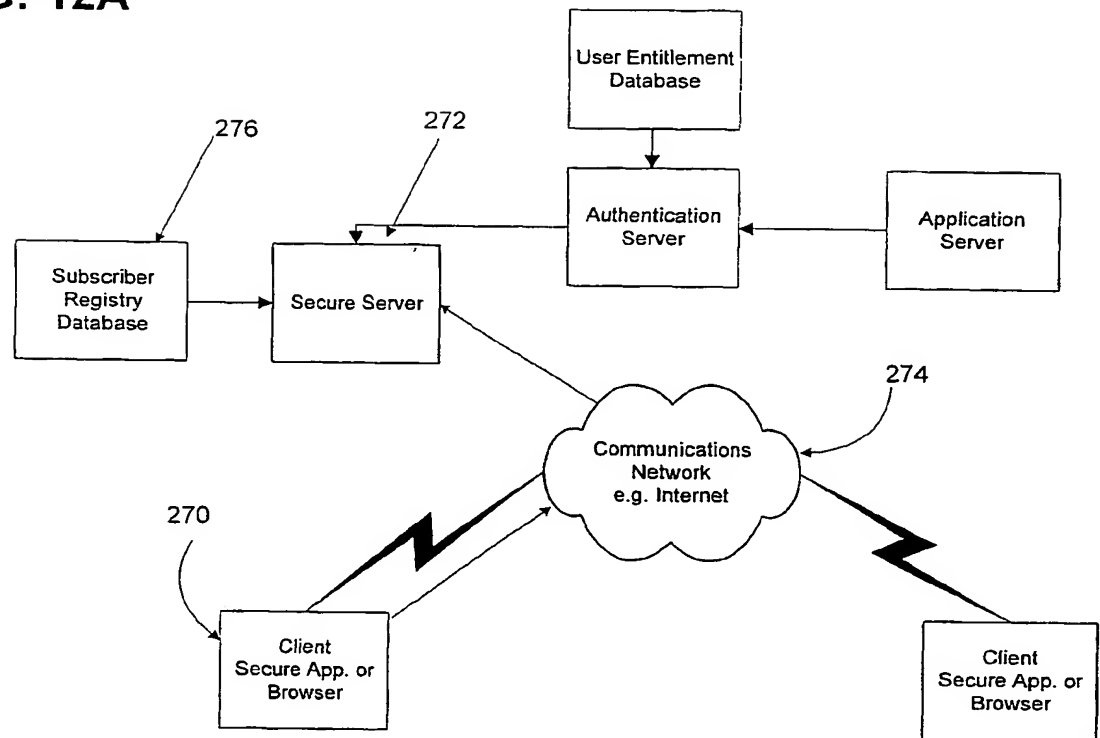 12A
User Entitlement
Database
276
272
Authentication
Server
Application
Server
Subscriber
Registry
Database
Secure Server
274
Communications
Network
e.g. Internet
270
Client
Secure App. or
Browser
Client
Secure App. or
Browser